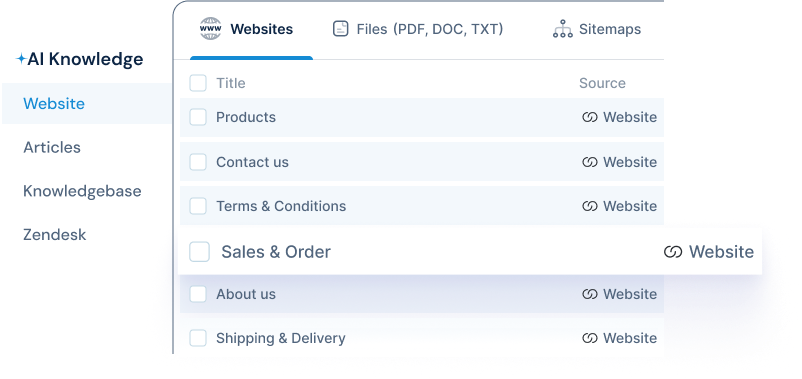 AI Knowledge
Website
Articles
Knowledgebase
Zendesk
www Websites Files (PDF, DOC, TXT) Sitemaps
Title Source
Products Website
Contact us Website
Terms & Conditions Website
Sales & Order Website
About us Website
Shipping & Delivery Website